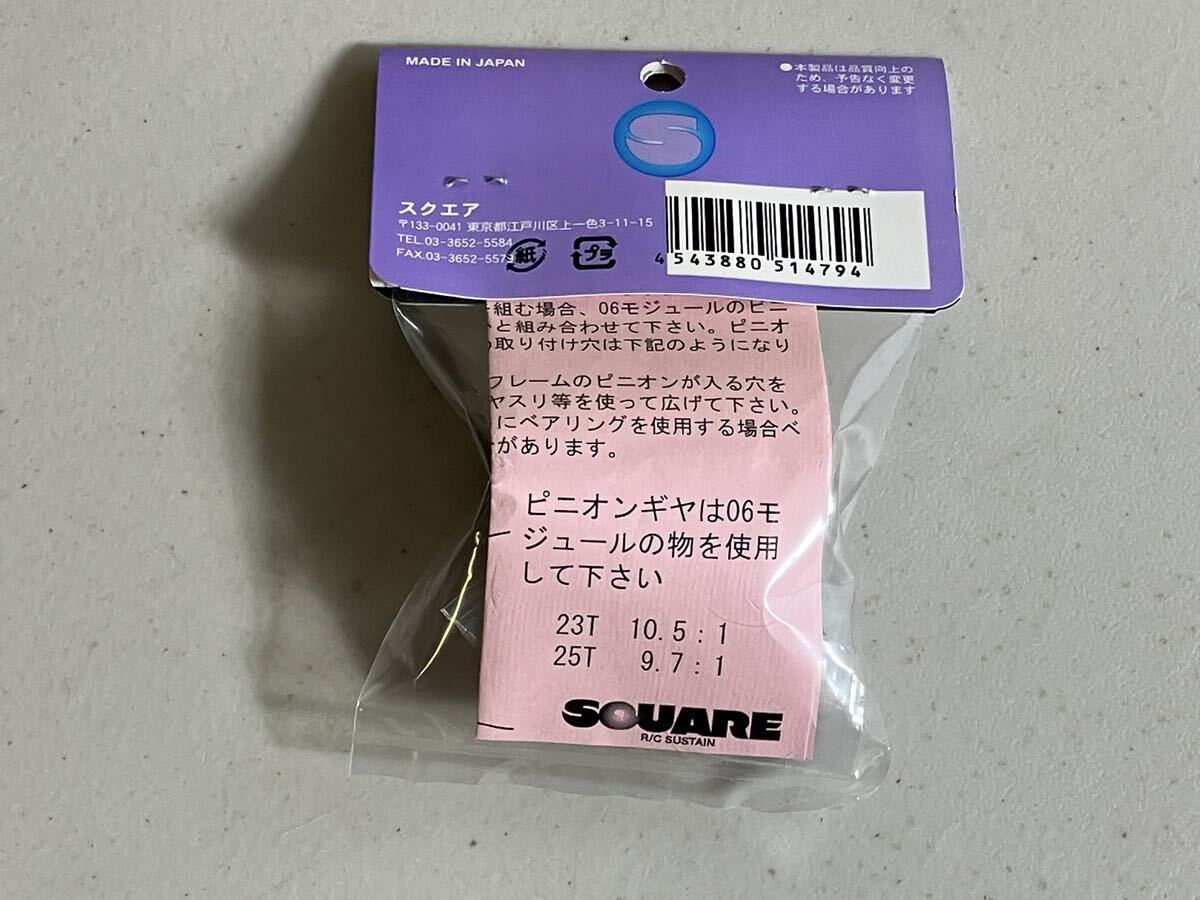 MADE IN JAPAN
●本製品は品質向上の
ため、予告なく変更
する場合があります
S
スクエア
〒133-0041 東京都江戸川区上一色3-11-15
TEL.03-3652-5584
FAX.03-3652-5579
紙
プラ
4 543880 514794
組む場合、06モジュールのピニ
と組み合わせて下さい。ピニオ
取り付け穴は下記のようになり
フレームのピニオンが入る穴を
ヤスリ等を使って広げて下さい。
にベアリングを使用する場合ベ
があります。
ピニオンギヤは06モ
ジュールの物を使用
して下さい
23T 10.5:1
25T 9.7:1
SQUARE
R/C SUSTAIN